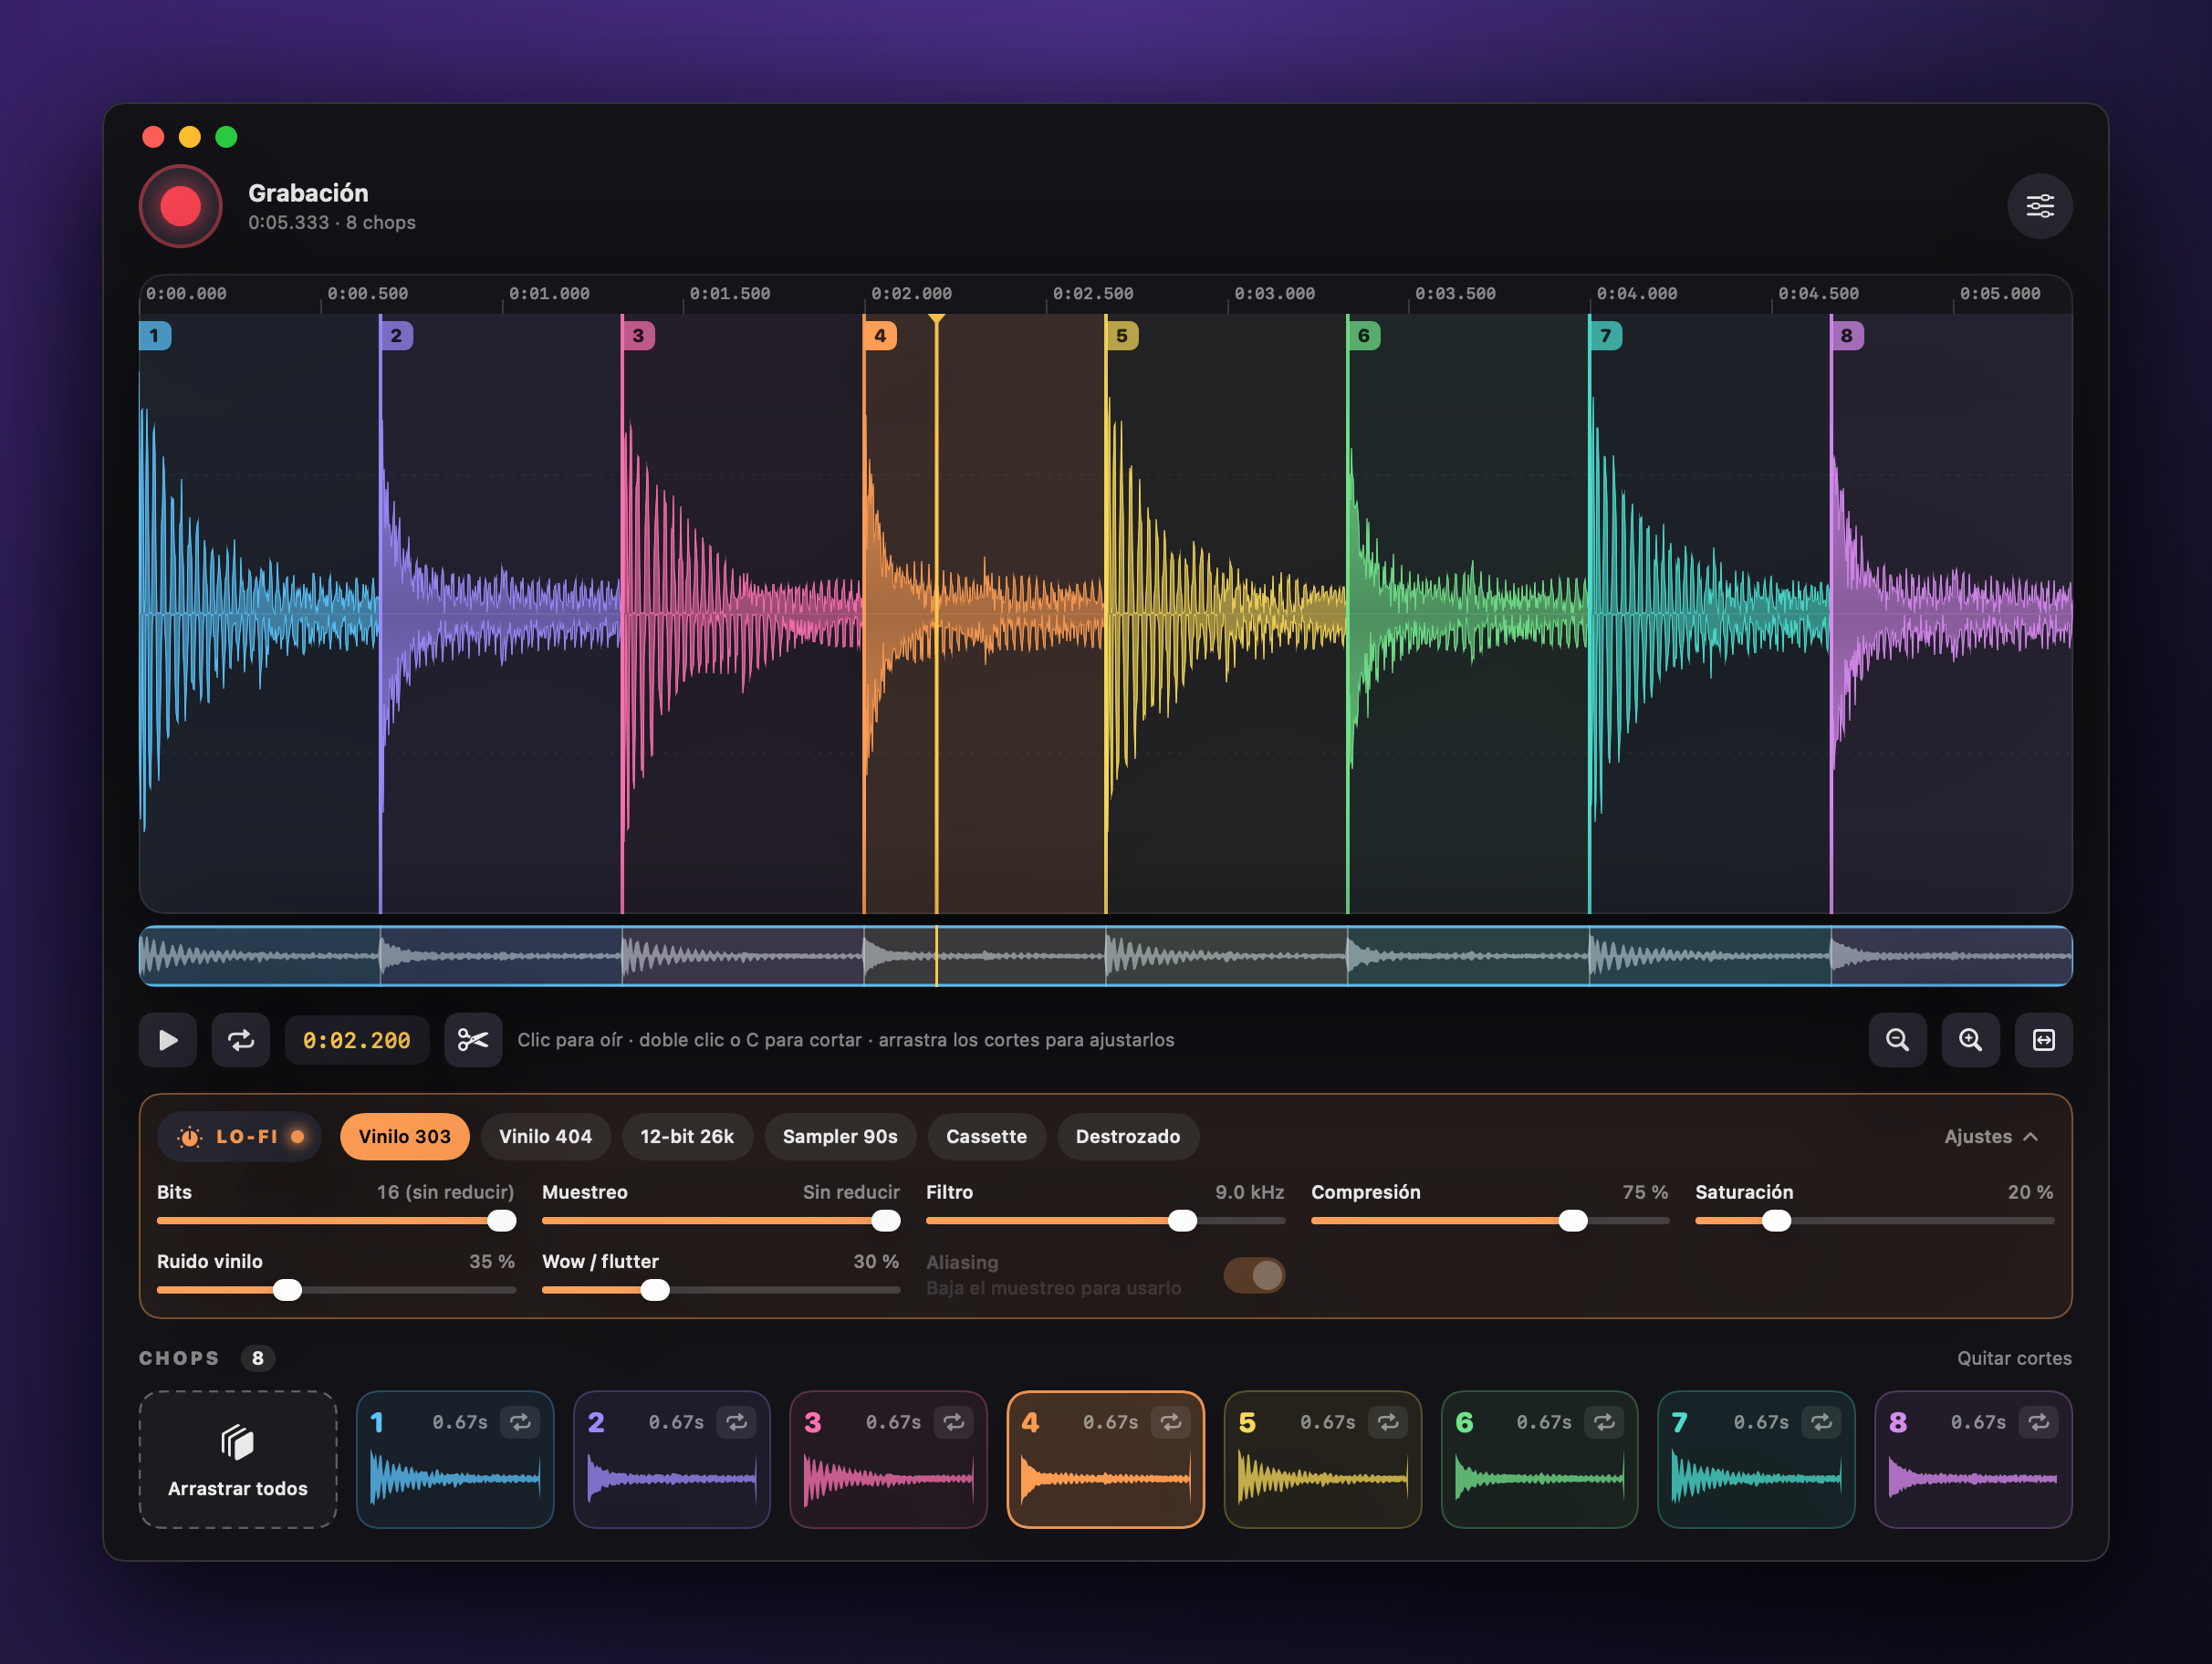 Grabación
0:05.333 · 8 chops
0:00.000 0:00.500 0:01.000 0:01.500 0:02.000 0:02.500 0:03.000 0:03.500 0:04.000 0:04.500 0:05.000
1 2 3 4 5 6 7 8
0:02.200 Clic para oír · doble clic o C para cortar · arrastra los cortes para ajustarlos
LO-FI Vinilo 303 Vinilo 404 12-bit 26k Sampler 90s Cassette Destrozado Ajustes
Bits 16 (sin reducir) Muestreo Sin reducir Filtro 9.0 kHz Compresión 75 % Saturación 20 %
Ruido vinilo 35 % Wow / flutter 30 % Aliasing
Baja el muestreo para usarlo
CHOPS 8 Quitar cortes
1 0.67s 2 0.67s 3 0.67s 4 0.67s 5 0.67s 6 0.67s 7 0.67s 8 0.67s
Arrastrar todos